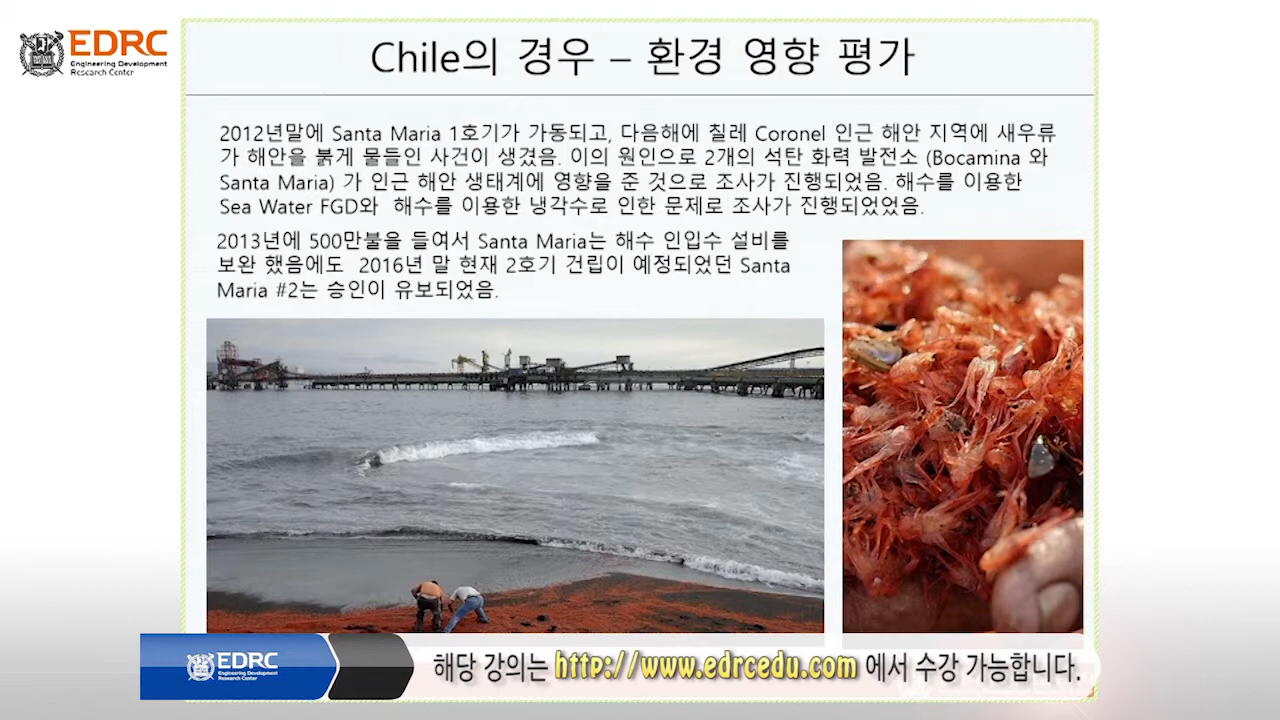 EDRC
Engineering Development
Research Center
Chile의 경우 – 환경 영향 평가
2012년말에 Santa Maria 1호기가 가동되고, 다음해에 칠레 Coronel 인근 해안 지역에 새우류
가 해안을 붉게 물들인 사건이 생겼음. 이의 원인으로 2개의 석탄 화력 발전소 (Bocamina 와
Santa Maria) 가 인근 해안 생태계에 영향을 준 것으로 조사가 진행되었음. 해수를 이용한
Sea Water FGD와 해수를 이용한 냉각수로 인한 문제로 조사가 진행되었었음.
2013년에 500만불을 들여서 Santa Maria는 해수 인입수 설비를
보완 했음에도 2016년 말 현재 2호기 건립이 예정되었던 Santa
Maria #2는 승인이 유보되었음.
EDRC
Engineering Development
Research Center
해당 강의는 http://www.edrcedu.com 에서 수강 가능합니다.